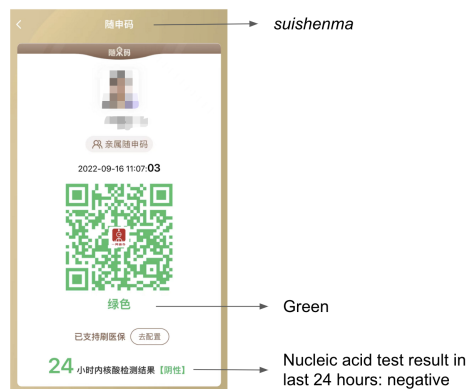 随申码
suishenma
随申码
亲属随申码
2022-09-16 11:07:03
绿色
Green
已支持刷医保 去配置
24小时内核酸检测结果【阴性】
Nucleic acid test result in
last 24 hours: negative